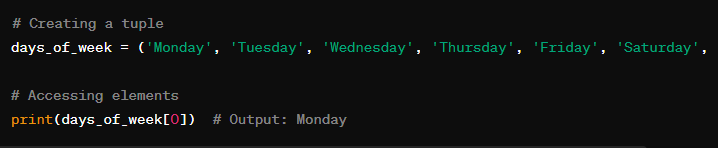 # Creating a tuple
days_of_week = ('Monday', 'Tuesday', 'Wednesday', 'Thursday', 'Friday', 'Saturday',
# Accessing elements
print(days_of_week[0])  # Output: Monday